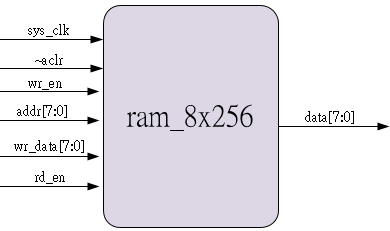 sys_clk
~aclr
wr_en
addr[7:0]
wr_data[7:0]
rd_en
ram_8x256
data[7:0]